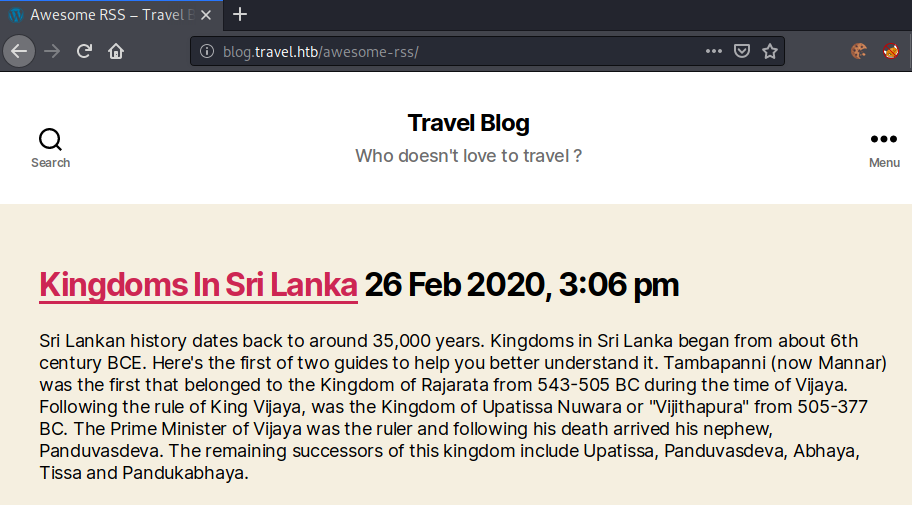 Awesome RSS – Travel B
blog.travel.htb/awesome-rss/
Travel Blog
Who doesn't love to travel ?
Search
Menu
Kingdoms In Sri Lanka 26 Feb 2020, 3:06 pm
Sri Lankan history dates back to around 35,000 years. Kingdoms in Sri Lanka began from about 6th
century BCE. Here's the first of two guides to help you better understand it. Tambapanni (now Mannar)
was the first that belonged to the Kingdom of Rajarata from 543-505 BC during the time of Vijaya.
Following the rule of King Vijaya, was the Kingdom of Upatissa Nuwara or "Vijithapura" from 505-377
BC. The Prime Minister of Vijaya was the ruler and following his death arrived his nephew,
Panduvasdeva. The remaining successors of this kingdom include Upatissa, Panduvasdeva, Abhaya,
Tissa and Pandukabhaya.